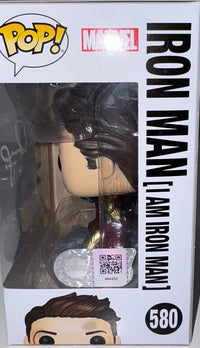 POP!
MARVEL
IRON MAN [I AM IRON MAN]
580